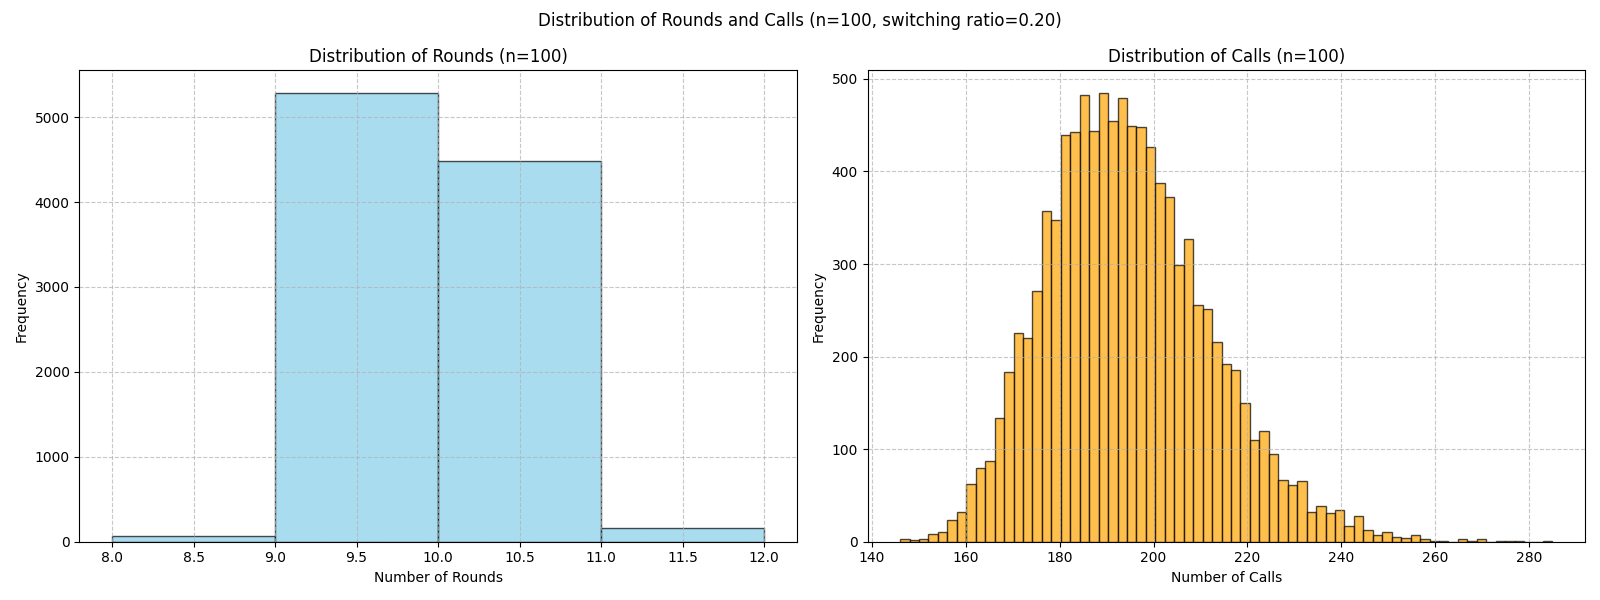 Distribution of Rounds and Calls (n=100, switching ratio=0.20)
Distribution of Rounds (n=100)
5000
4000
3000
2000
1000
0
Frequency
8.0 8.5 9.0 9.5 10.0 10.5 11.0 11.5 12.0
Number of Rounds
Distribution of Calls (n=100)
500
400
300
200
100
0
Frequency
140 160 180 200 220 240 260 280
Number of Calls